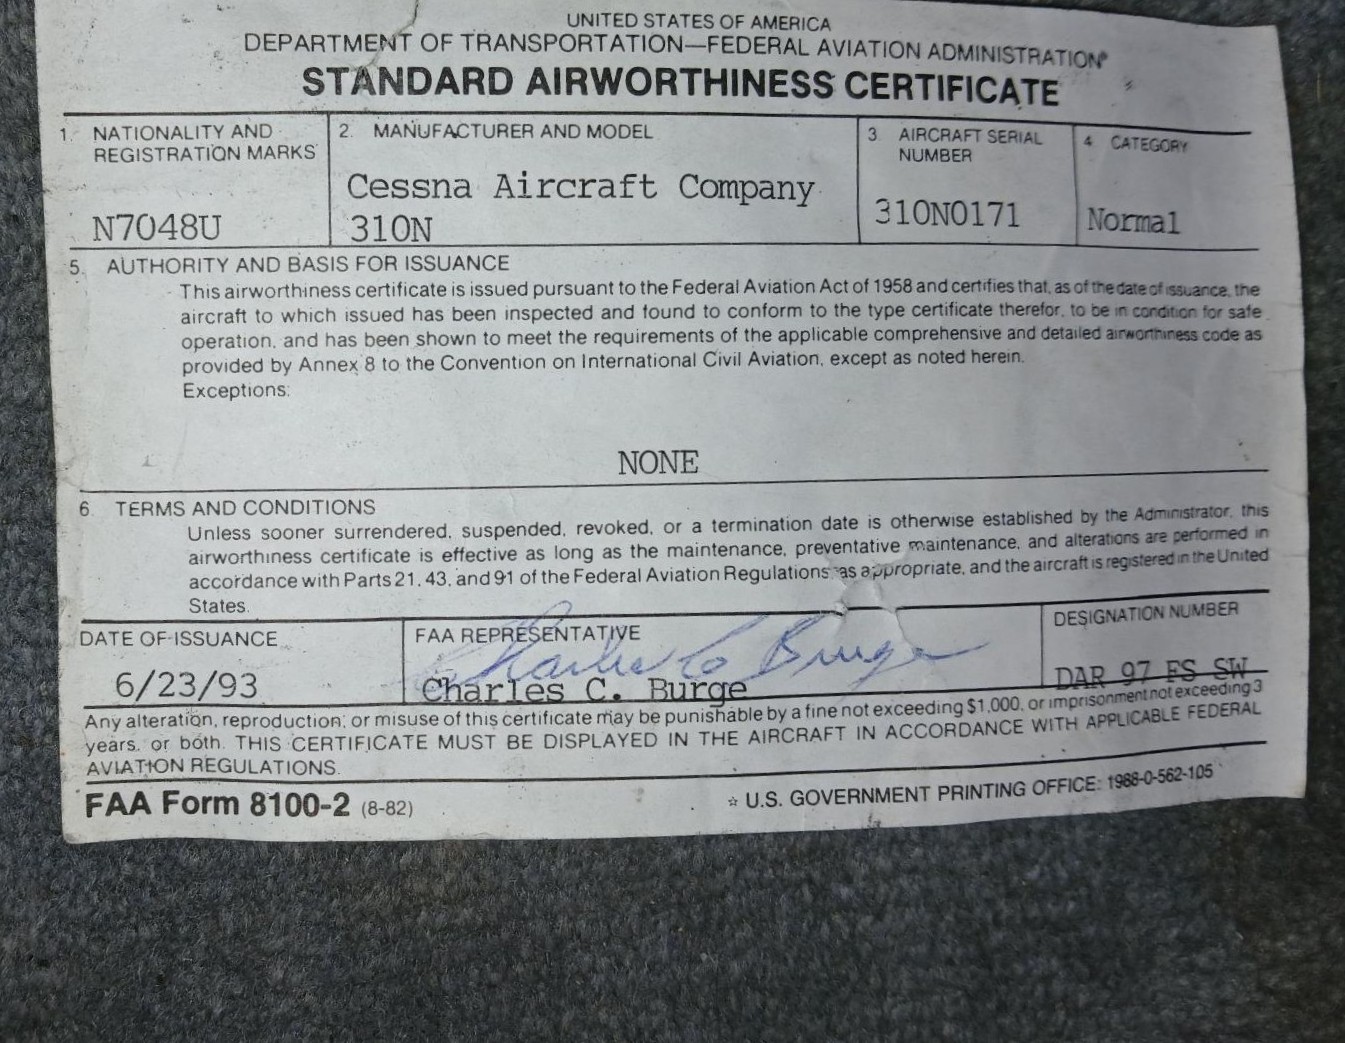 UNITED STATES OF AMERICA
DEPARTMENT OF TRANSPORTATION—FEDERAL AVIATION ADMINISTRATION
STANDARD AIRWORTHINESS CERTIFICATE
1. NATIONALITY AND REGISTRATION MARKS
N7048U
2. MANUFACTURER AND MODEL
Cessna Aircraft Company
310N
3 AIRCRAFT SERIAL NUMBER
310N0171
4 CATEGORY
Normal
5. AUTHORITY AND BASIS FOR ISSUANCE
This airworthiness certificate is issued pursuant to the Federal Aviation Act of 1958 and certifies that, as of the date of issuance, the
aircraft to which issued has been inspected and found to conform to the type certificate therefor, to be in condition for safe
operation, and has been shown to meet the requirements of the applicable comprehensive and detailed airworthiness code as
provided by Annex 8 to the Convention on International Civil Aviation, except as noted herein.
Exceptions:
NONE
6. TERMS AND CONDITIONS
Unless sooner surrendered, suspended, revoked, or a termination date is otherwise established by the Administrator, this
airworthiness certificate is effective as long as the maintenance, preventative maintenance, and alterations are performed in
accordance with Parts 21, 43, and 91 of the Federal Aviation Regulations, as appropriate, and the aircraft is registered in the United
States.
DATE OF ISSUANCE
6/23/93
FAA REPRESENTATIVE
Charles C. Burge
Charles C. Burge
DESIGNATION NUMBER
DAR 97 FS SW
Any alteration, reproduction, or misuse of this certificate may be punishable by a fine not exceeding $1,000, or imprisonment not exceeding 3
years, or both. THIS CERTIFICATE MUST BE DISPLAYED IN THE AIRCRAFT IN ACCORDANCE WITH APPLICABLE FEDERAL
AVIATION REGULATIONS.
FAA Form 8100-2 (8-82)
☆ U.S. GOVERNMENT PRINTING OFFICE: 1988-0-562-105